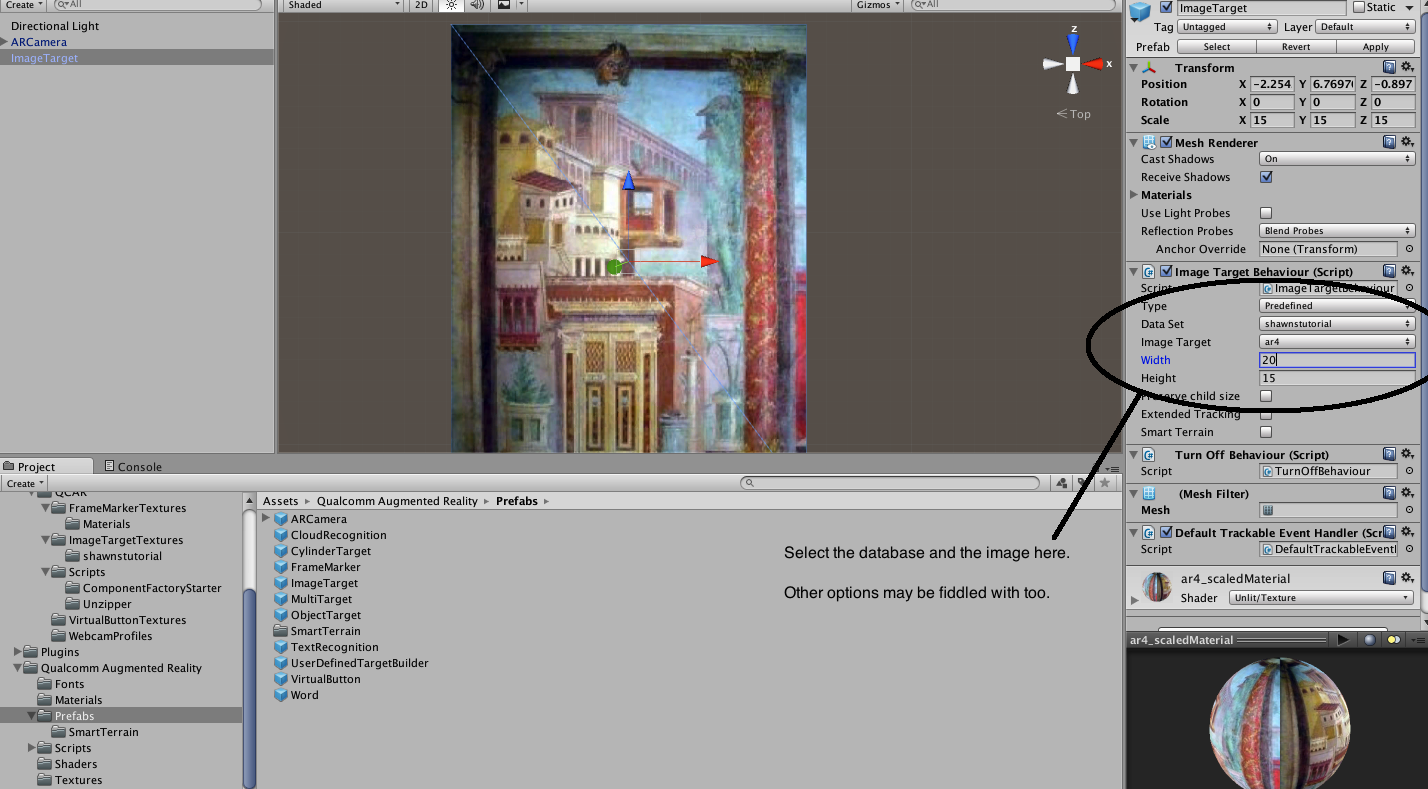 Create
All
Shaded
2D
Gizmos
All
Directional Light
ARCamera
ImageTarget
z
x
Top
ImageTarget
Static
Tag Untagged Layer Default
Prefab Select Revert Apply
Transform
Position X -2.254 Y 6.7697 Z -0.897
Rotation X 0 Y 0 Z 0
Scale X 15 Y 15 Z 15
Mesh Renderer
Cast Shadows On
Receive Shadows
Materials
Use Light Probes
Reflection Probes Blend Probes
Anchor Override None (Transform)
Image Target Behaviour (Script)
Script ImageTargetBehaviour
Type Predefined
Data Set shawnstutorial
Image Target ar4
Width 20
Height 15
Preserve child size
Extended Tracking
Smart Terrain
Turn Off Behaviour (Script)
Script TurnOffBehaviour
(Mesh Filter)
Mesh
Default Trackable Event Handler (Scr
Script DefaultTrackableEventI
ar4_scaledMaterial
Shader Unlit/Texture
ar4_scaledMaterial
Project
Console
Create
QCAR
FrameMarkerTextures
Materials
ImageTargetTextures
shawnstutorial
Scripts
ComponentFactoryStarter
Unzipper
VirtualButtonTextures
WebcamProfiles
Plugins
Qualcomm Augmented Reality
Fonts
Materials
Prefabs
SmartTerrain
Scripts
Shaders
Textures
Assets Qualcomm Augmented Reality Prefabs
ARCamera
CloudRecognition
CylinderTarget
FrameMarker
ImageTarget
MultiTarget
ObjectTarget
SmartTerrain
TextRecognition
UserDefinedTargetBuilder
VirtualButton
Word
Select the database and the image here.
Other options may be fiddled with too.